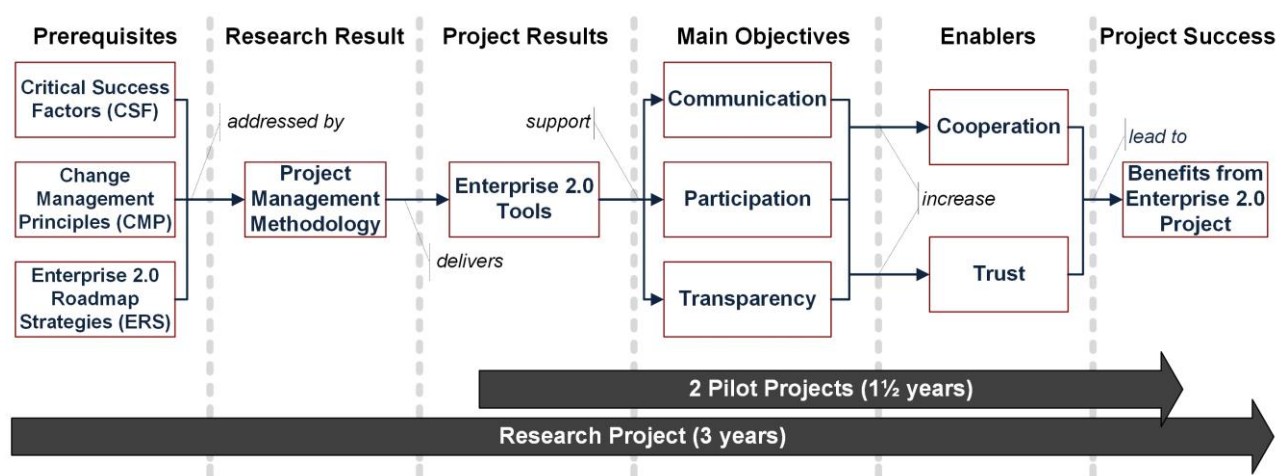 Prerequisites
Research Result
Project Results
Main Objectives
Enablers
Project Success
Critical Success
Factors (CSF)
Change
Management
Principles (CMP)
Enterprise 2.0
Roadmap
Strategies (ERS)
addressed by
Project
Management
Methodology
delivers
Enterprise 2.0
Tools
support
Communication
Participation
Transparency
increase
Cooperation
Trust
lead to
Benefits from
Enterprise 2.0
Project
2 Pilot Projects (1½ years)
Research Project (3 years)